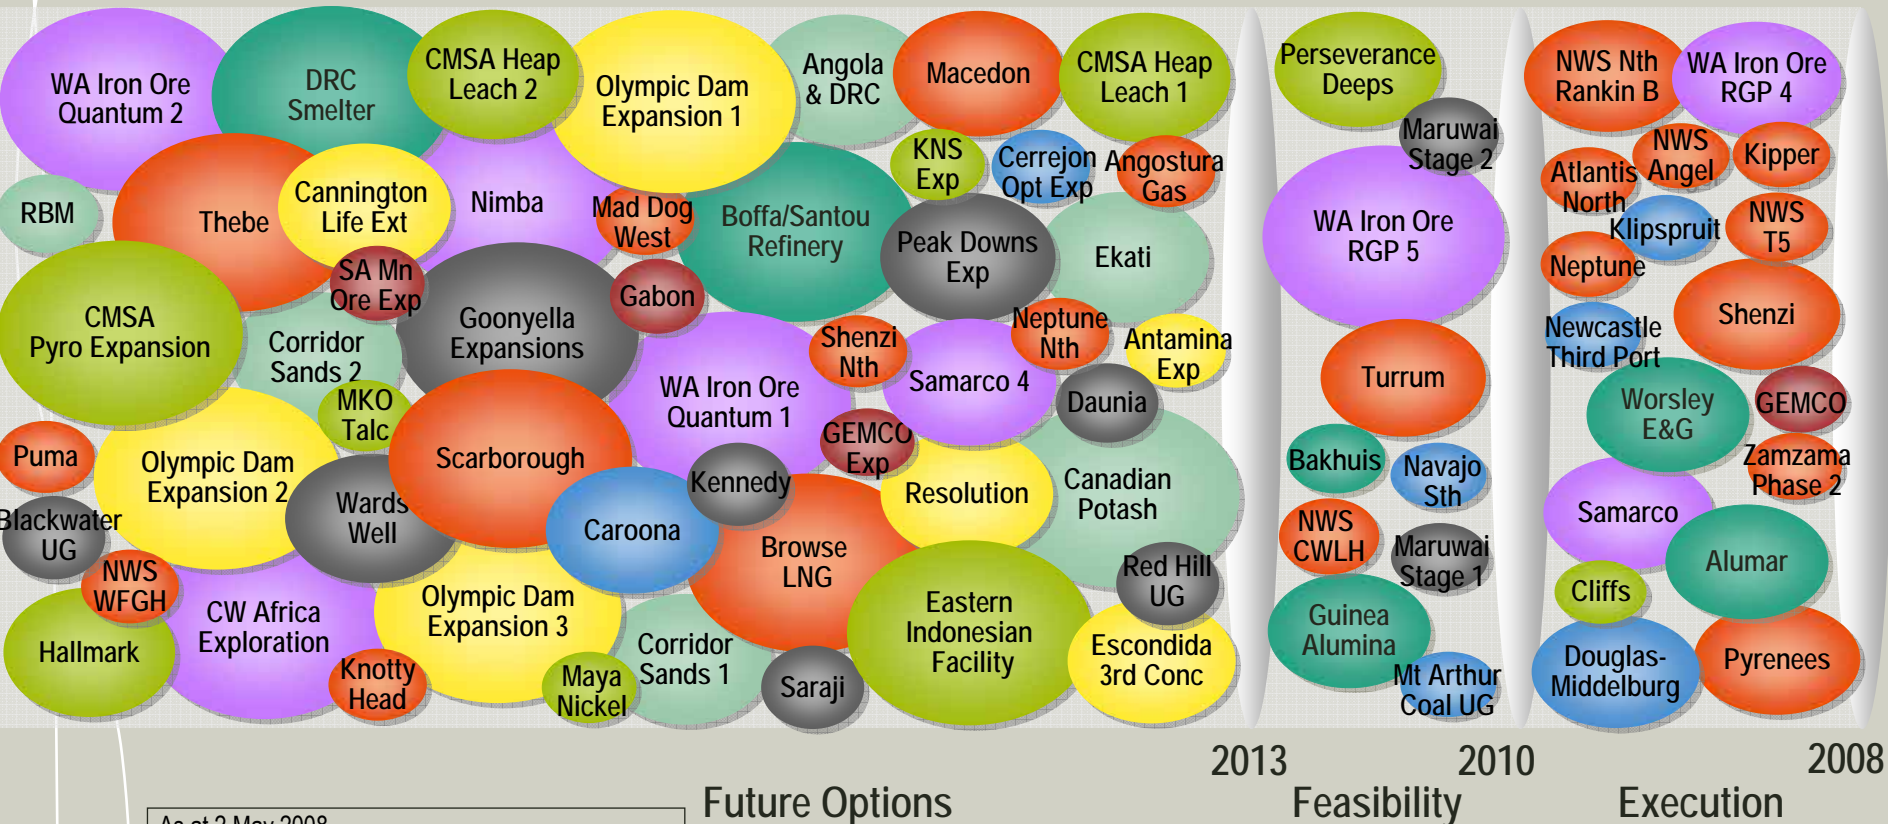 WA Iron Ore
Quantum 2
DRC
Smelter
CMSA Heap
Leach 2
Olympic Dam
Expansion 1
Angola
& DRC
Macedon
CMSA Heap
Leach 1
RBM
Thebe
Cannington
Life Ext
Nimba
Mad Dog
West
Boffa/Santou
Refinery
KNS
Exp
Cerrejon
Opt Exp
Angostura
Gas
Peak Downs
Exp
Ekati
SA Mn
Ore Exp
Gabon
CMSA
Pyro Expansion
Corridor
Sands 2
Goonyella
Expansions
Shenzi
Nth
Neptune
Nth
Antamina
Exp
WA Iron Ore
Quantum 1
Samarco 4
Daunia
MKO
Talc
Puma
Olympic Dam
Expansion 2
Scarborough
GEMCO
Exp
Kennedy
Resolution
Canadian
Potash
Blackwater
UG
Wards
Well
Caroona
Browse
LNG
NWS
WFGH
Red Hill
UG
Hallmark
CW Africa
Exploration
Olympic Dam
Expansion 3
Eastern
Indonesian
Facility
Escondida
3rd Conc
Knotty
Head
Maya
Nickel
Corridor
Sands 1
Saraji
Perseverance
Deeps
Maruwai
Stage 2
WA Iron Ore
RGP 5
Turrum
Bakhuis
Navajo
Sth
NWS
CWLH
Maruwai
Stage 1
Guinea
Alumina
Mt Arthur
Coal UG
NWS Nth
Rankin B
WA Iron Ore
RGP 4
NWS
Angel
Kipper
Atlantis
North
Klipspruit
NWS
T5
Neptune
Shenzi
Newcastle
Third Port
Worsley
E&G
GEMCO
Zamzama
Phase 2
Samarco
Alumar
Cliffs
Douglas-
Middelburg
Pyrenees
2013
2010
2008
Future Options
Feasibility
Execution
As at 2 May 2008